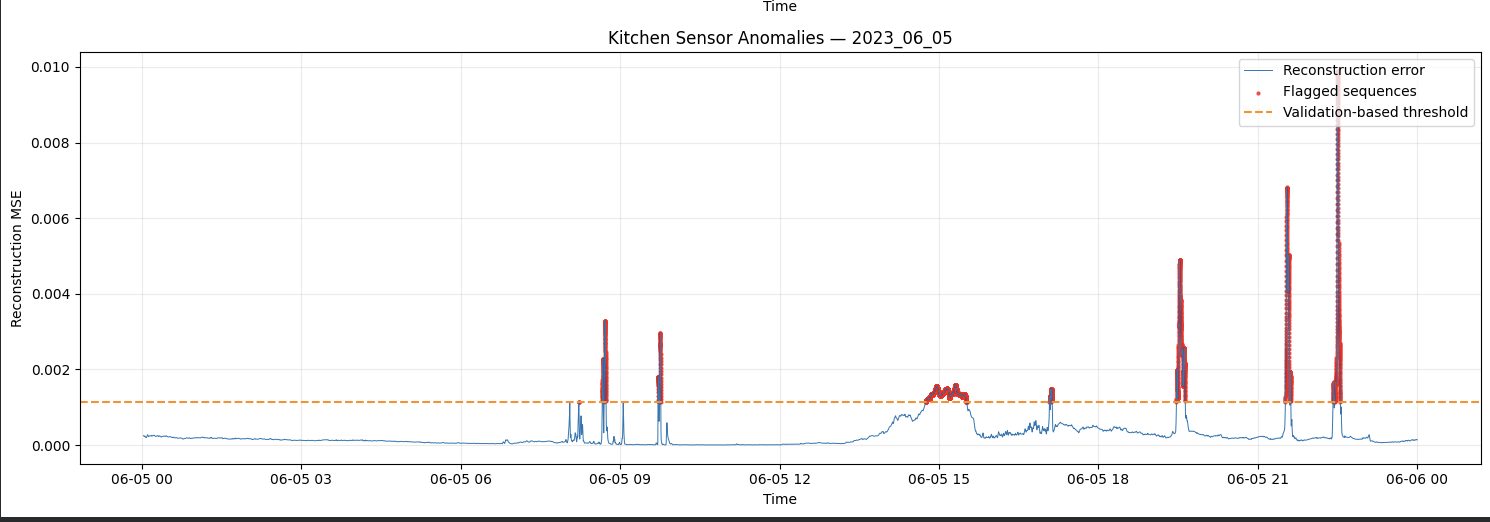 Time
Kitchen Sensor Anomalies — 2023_06_05
0.010
0.008
0.006
0.004
0.002
0.000
Reconstruction MSE
Reconstruction error
Flagged sequences
Validation-based threshold
06-05 00
06-05 03
06-05 06
06-05 09
06-05 12
06-05 15
06-05 18
06-05 21
06-06 00
Time